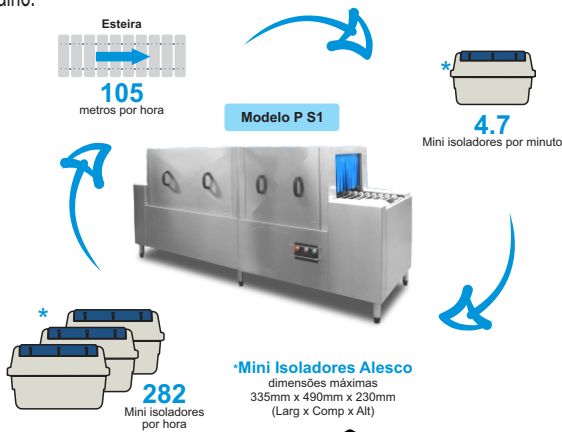 Esteira
105
metros por hora
*
4.7
Mini isoladores por minuto
Modelo P S1
*
282
Mini isoladores
por hora
*Mini Isoladores Alesco
dimensões máximas
335mm x 490mm x 230mm
(Larg x Comp x Alt)